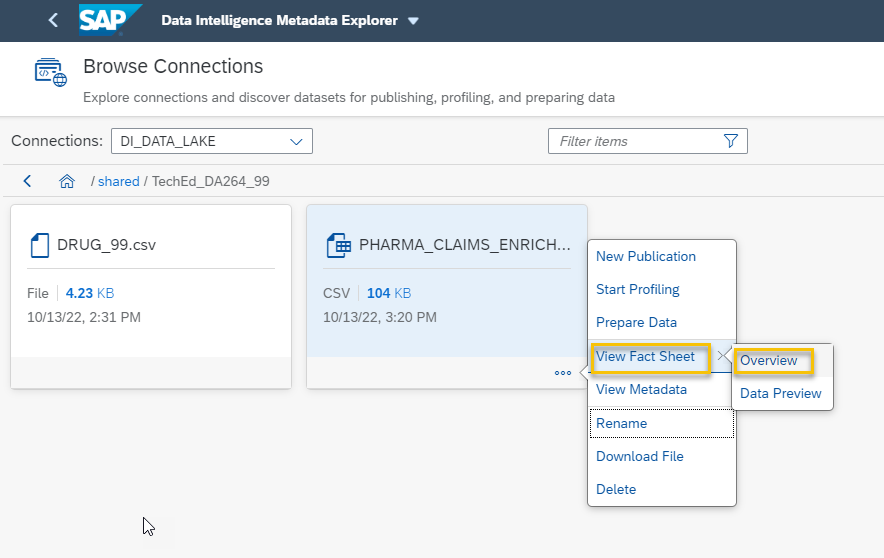 SAP Data Intelligence Metadata Explorer
Browse Connections
Explore connections and discover datasets for publishing, profiling, and preparing data
Connections: DI_DATA_LAKE Filter items
/ shared / TechEd_DA264_99
DRUG_99.csv
File 4.23 KB
10/13/22, 2:31 PM
PHARMA_CLAIMS_ENRICH...
CSV 104 KB
10/13/22, 3:20 PM
New Publication
Start Profiling
Prepare Data
View Fact Sheet
View Metadata
Rename
Download File
Delete
Overview
Data Preview